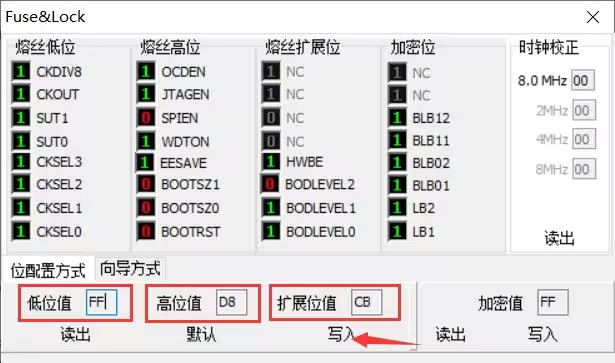 Fuse&Lock
熔丝低位 熔丝高位 熔丝扩展位 加密位 时钟校正
1 CKDIV8 1 OCDEN 1 NC 1 NC 8.0 MHz 00
1 CKOUT 1 JTAGEN 1 NC 1 NC 2MHz 00
1 SUT1 0 SPIEN 1 NC 1 BLB12 4MHz 00
1 SUT0 1 WDTON 1 NC 1 BLB11 8MHz 00
1 CKSEL3 1 EESAVE 1 HWBE 1 BLB02
1 CKSEL2 0 BOOTSZ1 0 BODLEVEL2 1 BLB01
1 CKSEL1 0 BOOTSZ0 1 BODLEVEL1 1 LB2
1 CKSEL0 0 BOOTRST 1 BODLEVEL0 1 LB1 读出
位配置方式 向导方式
低位值 FF 高位值 D8 扩展位值 CB 加密值 FF
读出 默认 写入 读出 写入